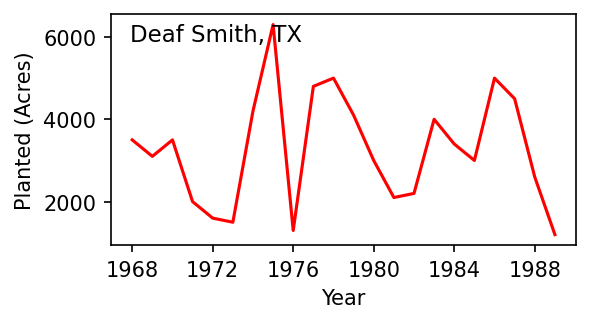 Deaf Smith, TX
Planted (Acres)
6000
4000
2000
1968 1972 1976 1980 1984 1988
Year